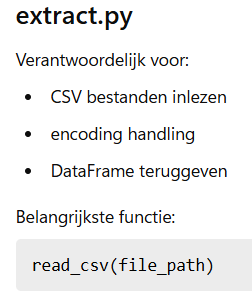 extract.py
Verantwoordelijk voor:
• CSV bestanden inlezen
• encoding handling
• DataFrame teruggeven
Belangrijkste functie:
read_csv(file_path)